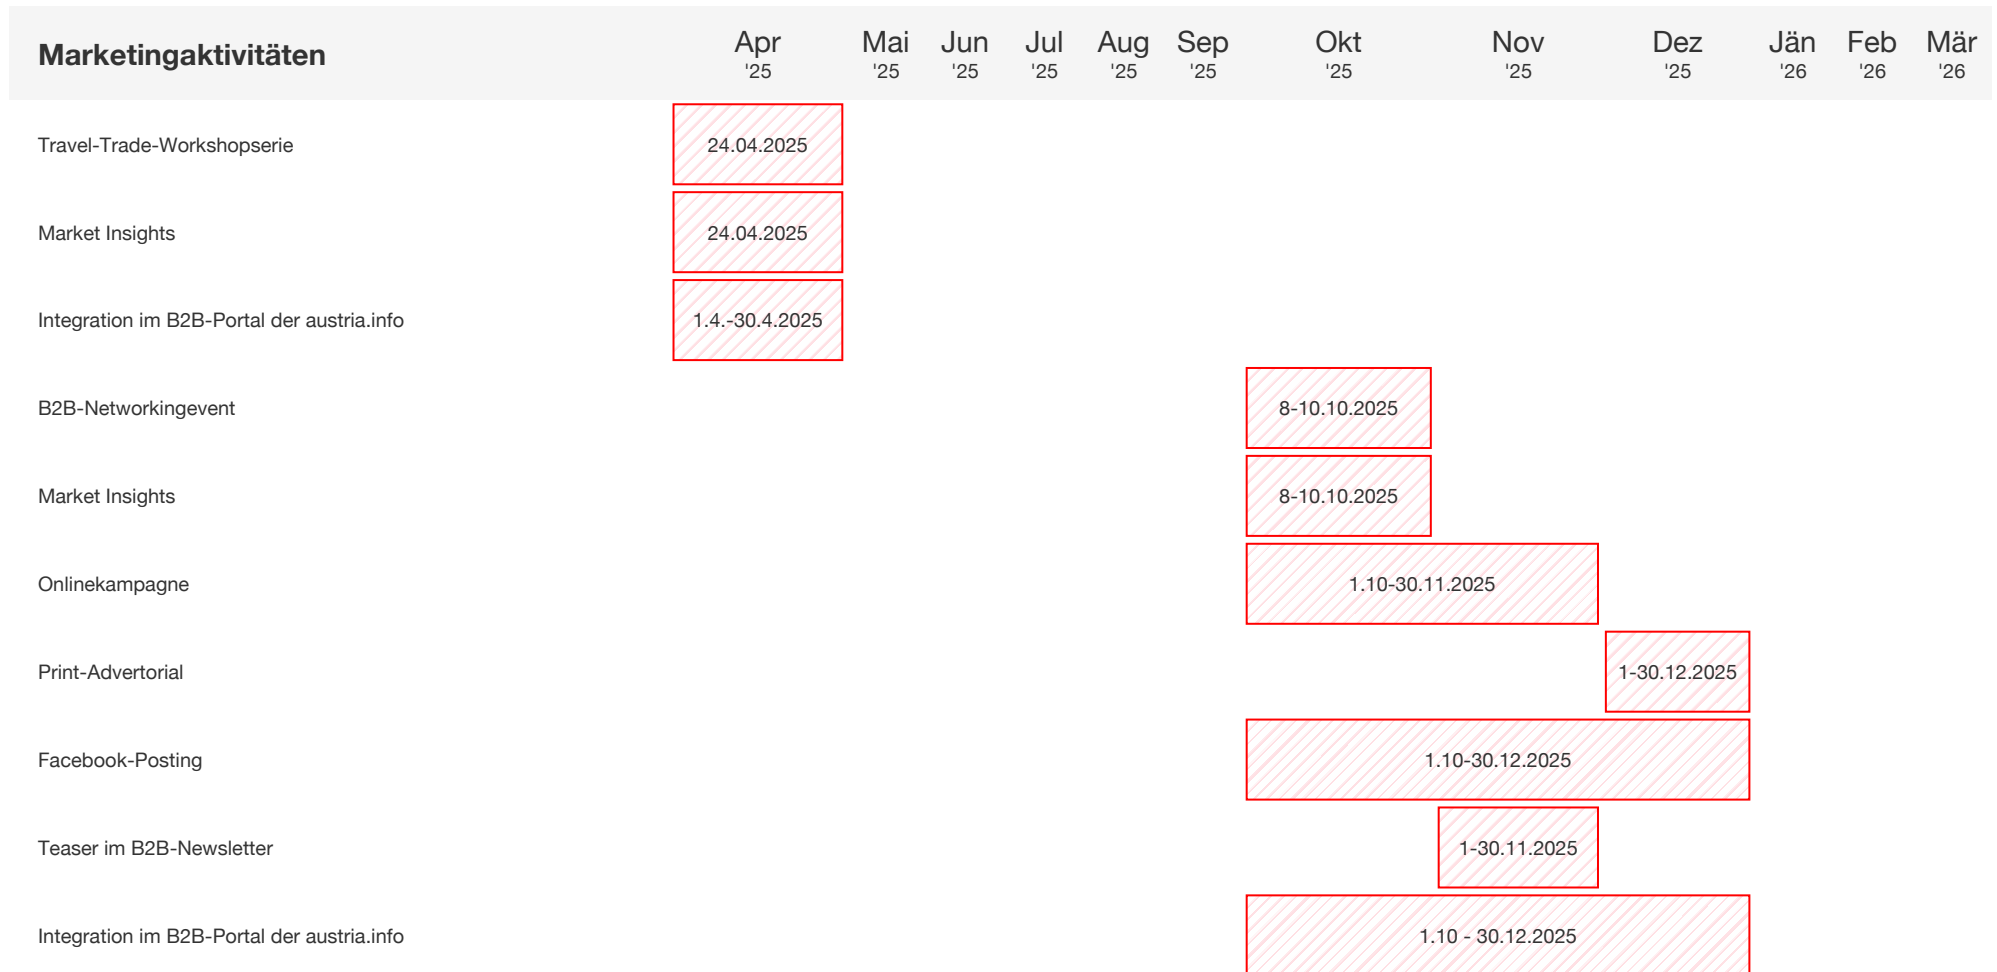 Marketingaktivitäten Apr Mai Jun Jul Aug Sep Okt Nov Dez Jän Feb Mär
'25 '25 '25 '25 '25 '25 '25 '25 '25 '26 '26 '26
Travel-Trade-Workshopserie 24.04.2025
Market Insights 24.04.2025
Integration im B2B-Portal der austria.info 1.4.-30.4.2025
B2B-Networkingevent 8-10.10.2025
Market Insights 8-10.10.2025
Onlinekampagne 1.10-30.11.2025
Print-Advertorial 1-30.12.2025
Facebook-Posting 1.10-30.12.2025
Teaser im B2B-Newsletter 1-30.11.2025
Integration im B2B-Portal der austria.info 1.10 - 30.12.2025